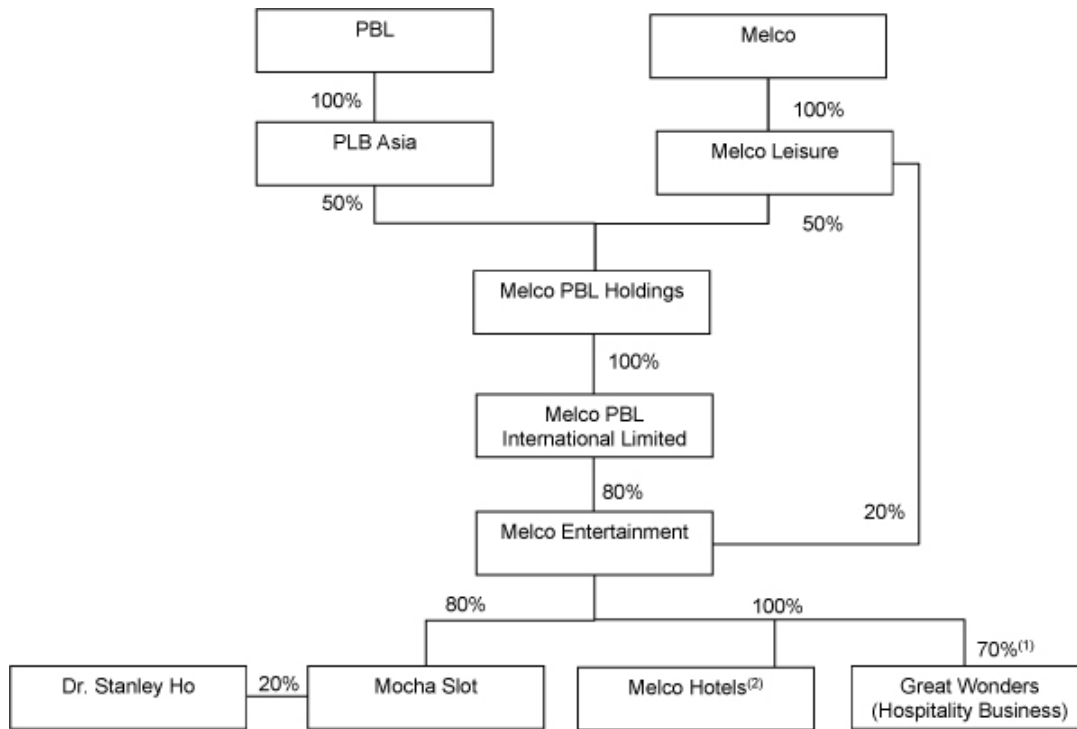 PBL
Melco
100%
100%
PLB Asia
Melco Leisure
50%
50%
Melco PBL Holdings
100%
Melco PBL
International Limited
80%
20%
Melco Entertainment
80%
100%
70%(1)
Dr. Stanley Ho
20%
Mocha Slot
Melco Hotels(2)
Great Wonders
(Hospitality Business)